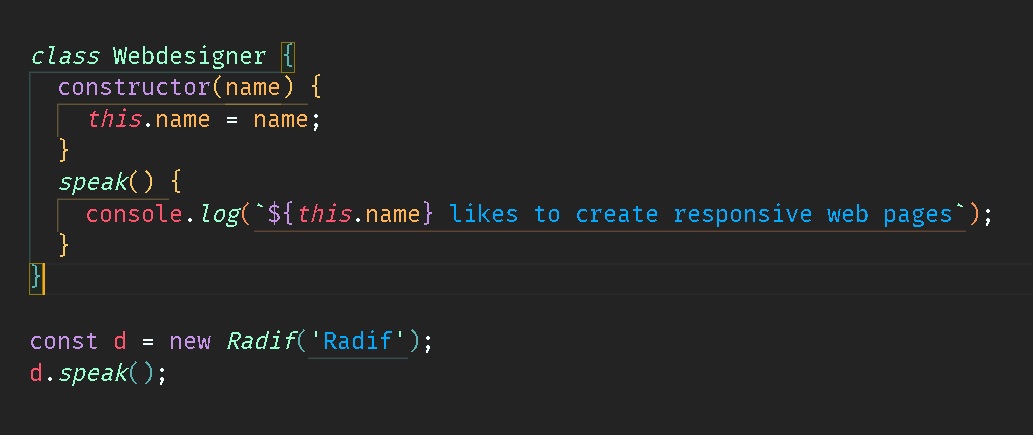 class Webdesigner {
  constructor(name) {
    this.name = name;
  }
  speak() {
    console.log(`${this.name} likes to create responsive web pages`);
  }
}
const d = new Radif('Radif');
d.speak();